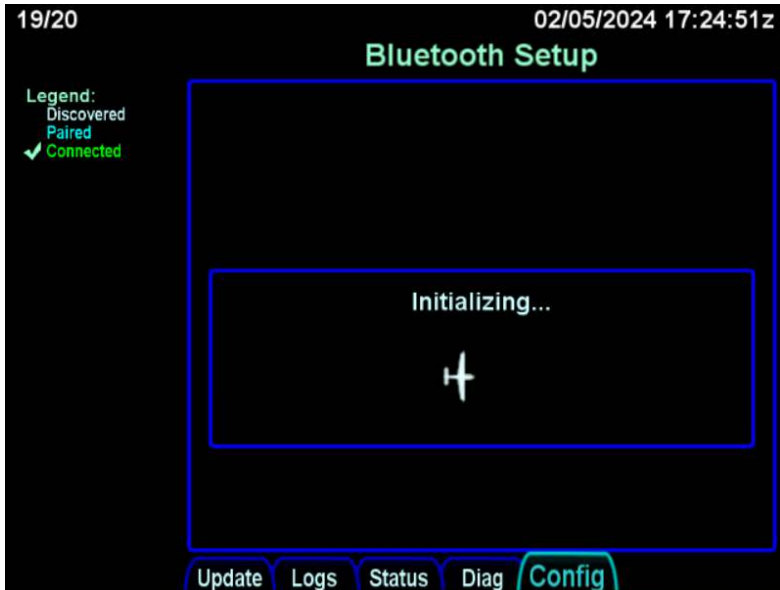 19/20
02/05/2024 17:24:51z
Bluetooth Setup
Legend:
Discovered
Paired
Connected
Initializing...
Update Logs Status Diag Config